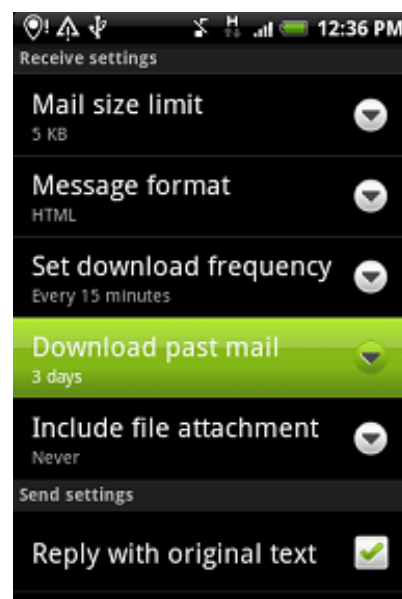 H 12:36 PM
Receive settings
Mail size limit
5 KB
Message format
HTML
Set download frequency
Every 15 minutes
Download past mail
3 days
Include file attachment
Never
Send settings
Reply with original text